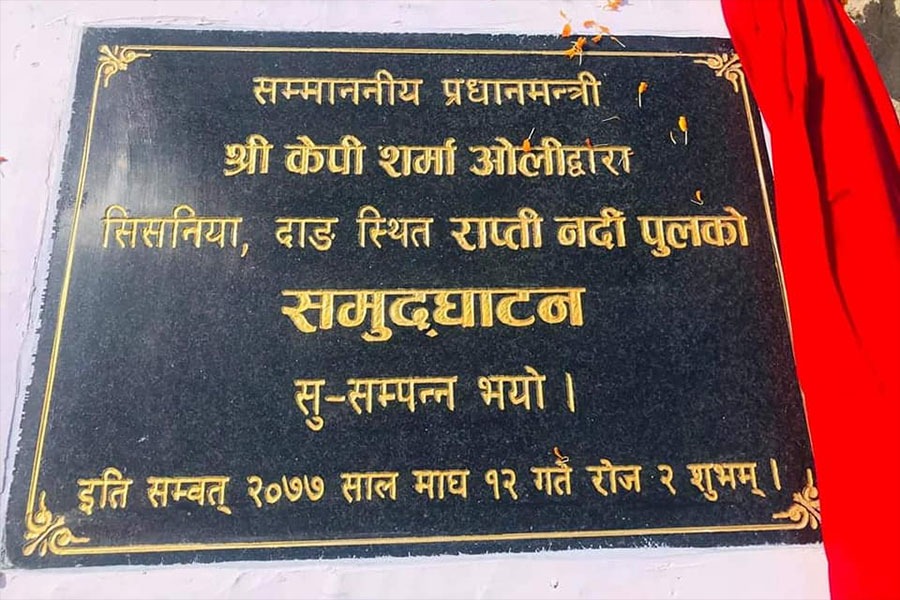 सम्माननीय प्रधानमन्त्री
श्री केपी शर्मा ओलीद्वारा
सिसनिया, दाङ स्थित राप्ती नदी पुलको
समुद्घाटन
सु-सम्पन्न भयो ।
इति सम्वत् २०७७ साल माघ १२ गते रोज २ शुभम् ।